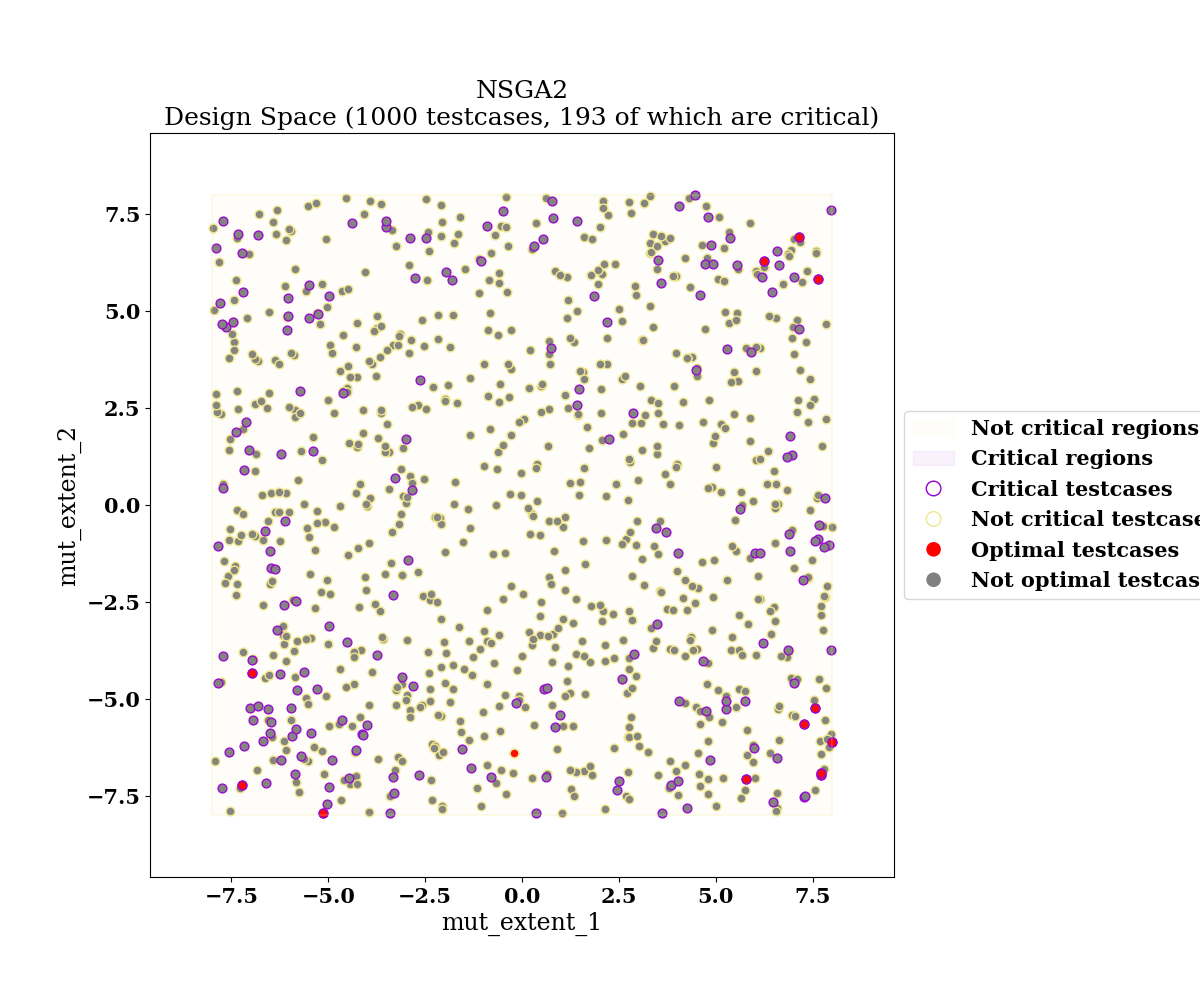 NSGA2
Design Space (1000 testcases, 193 of which are critical)
7.5
5.0
2.5
0.0
−2.5
−5.0
−7.5
mut_extent_2
−7.5
−5.0
−2.5
0.0
2.5
5.0
7.5
mut_extent_1
Not critical regions
Critical regions
Critical testcases
Not critical testcase
Optimal testcases
Not optimal testcas